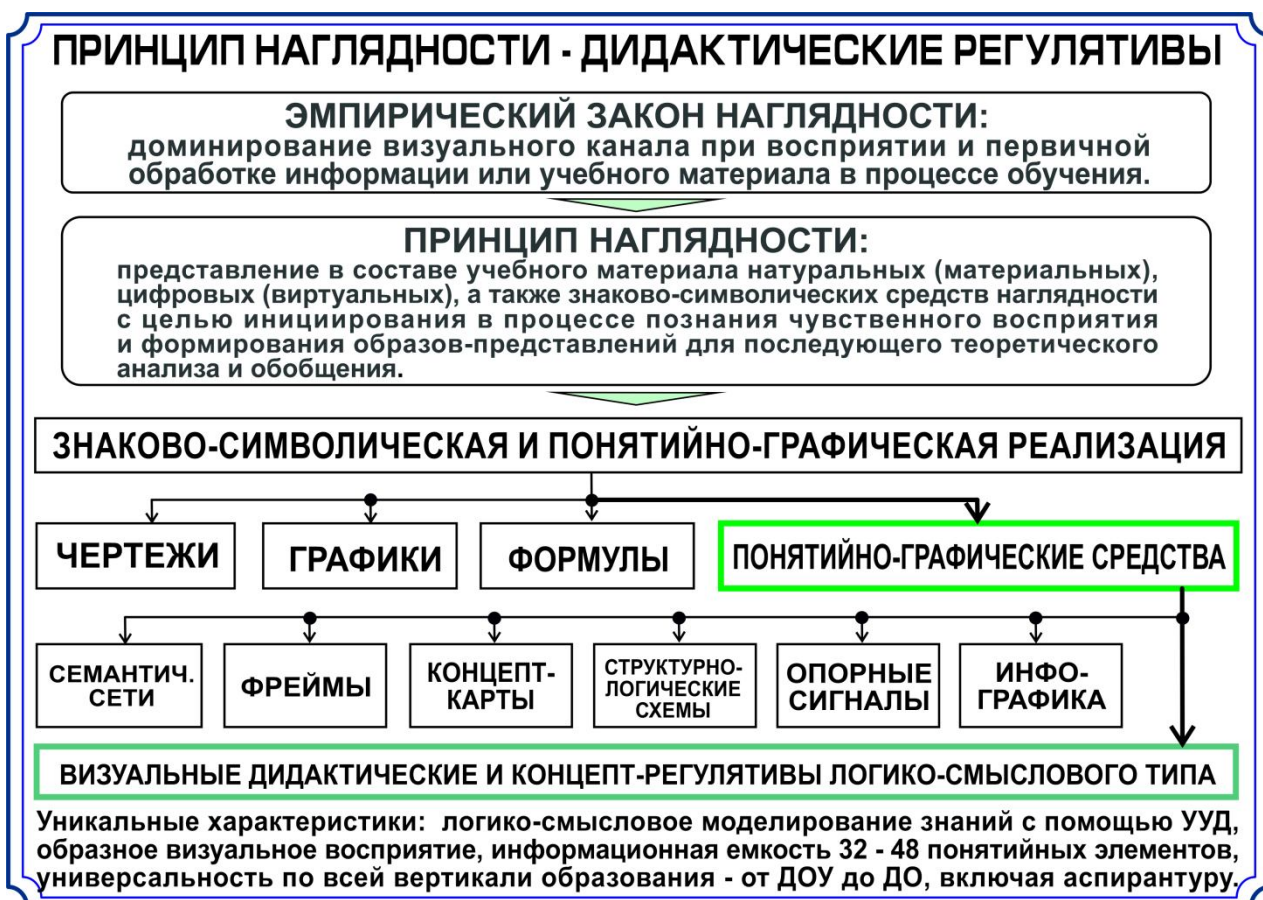 ПРИНЦИП НАГЛЯДНОСТИ - ДИДАКТИЧЕСКИЕ РЕГУЛЯТИВЫ
ЭМПИРИЧЕСКИЙ ЗАКОН НАГЛЯДНОСТИ:
доминирование визуального канала при восприятии и первичной
обработке информации или учебного материала в процессе обучения.
ПРИНЦИП НАГЛЯДНОСТИ:
представление в составе учебного материала натуральных (материальных),
цифровых (виртуальных), а также знаково-символических средств наглядности
с целью инициирования в процессе познания чувственного восприятия
и формирования образов-представлений для последующего теоретического
анализа и обобщения.
ЗНАКОВО-СИМВОЛИЧЕСКАЯ И ПОНЯТИЙНО-ГРАФИЧЕСКАЯ РЕАЛИЗАЦИЯ
ЧЕРТЕЖИ
ГРАФИКИ
ФОРМУЛЫ
ПОНЯТИЙНО-ГРАФИЧЕСКИЕ СРЕДСТВА
СЕМАНТИЧ.
СЕТИ
ФРЕЙМЫ
КОНЦЕПТ-
КАРТЫ
СТРУКТУРНО-
ЛОГИЧЕСКИЕ
СХЕМЫ
ОПОРНЫЕ
СИГНАЛЫ
ИНФО-
ГРАФИКА
ВИЗУАЛЬНЫЕ ДИДАКТИЧЕСКИЕ И КОНЦЕПТ-РЕГУЛЯТИВЫ ЛОГИКО-СМЫСЛОВОГО ТИПА
Уникальные характеристики: логико-смысловое моделирование знаний с помощью УУД,
образное визуальное восприятие, информационная емкость 32 - 48 понятийных элементов,
универсальность по всей вертикали образования - от ДОУ до ДО, включая аспирантуру.